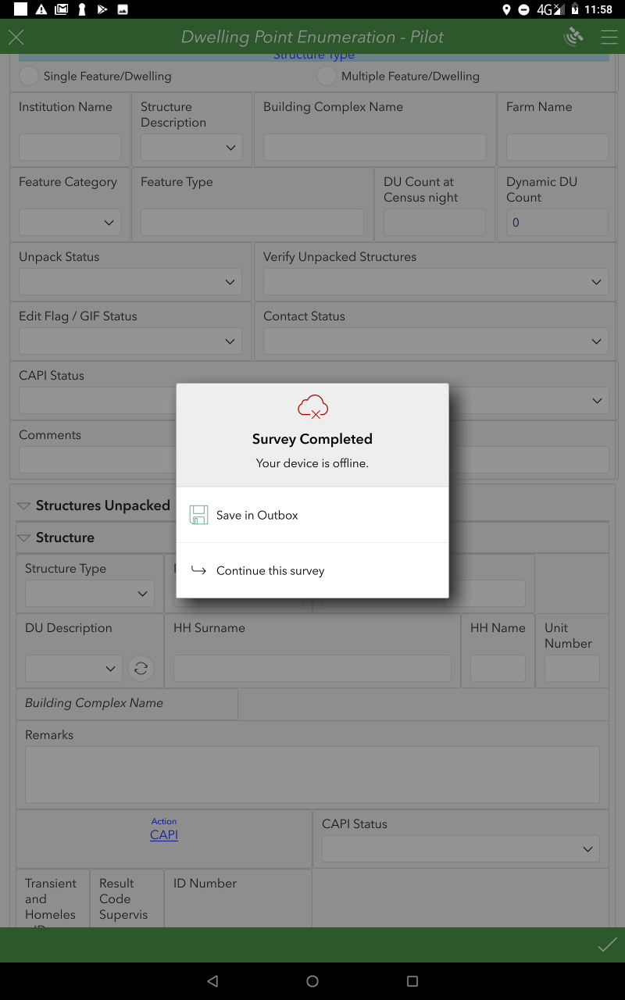 4G
11:58
Dwelling Point Enumeration - Pilot
Structure Type
Single Feature/Dwelling
Multiple Feature/Dwelling
Institution Name
Structure
Description
Building Complex Name
Farm Name
Feature Category
Feature Type
DU Count at
Census night
Dynamic DU
Count
0
Unpack Status
Verify Unpacked Structures
Edit Flag / GIF Status
Contact Status
CAPI Status
Comments
Survey Completed
Your device is offline.
Save in Outbox
Continue this survey
Structures Unpacked
Structure
Structure Type
DU Description
HH Surname
HH Name
Unit
Number
Building Complex Name
Remarks
Action
CAPI
CAPI Status
Transient
and
Homeles
Result
Code
Supervis
ID Number